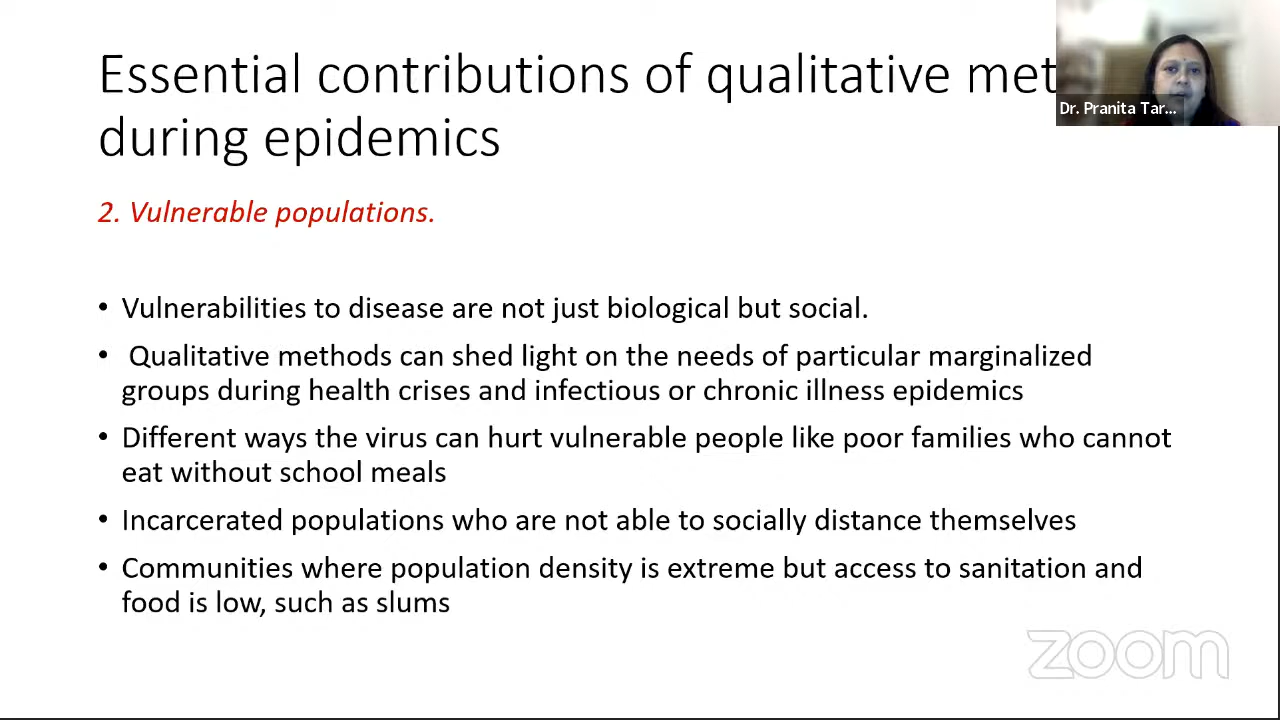 Essential contributions of qualitative met
during epidemics
Dr. Pranita Tar...
2. Vulnerable populations.
• Vulnerabilities to disease are not just biological but social.
• Qualitative methods can shed light on the needs of particular marginalized
groups during health crises and infectious or chronic illness epidemics
• Different ways the virus can hurt vulnerable people like poor families who cannot
eat without school meals
• Incarcerated populations who are not able to socially distance themselves
• Communities where population density is extreme but access to sanitation and
food is low, such as slums
zoom